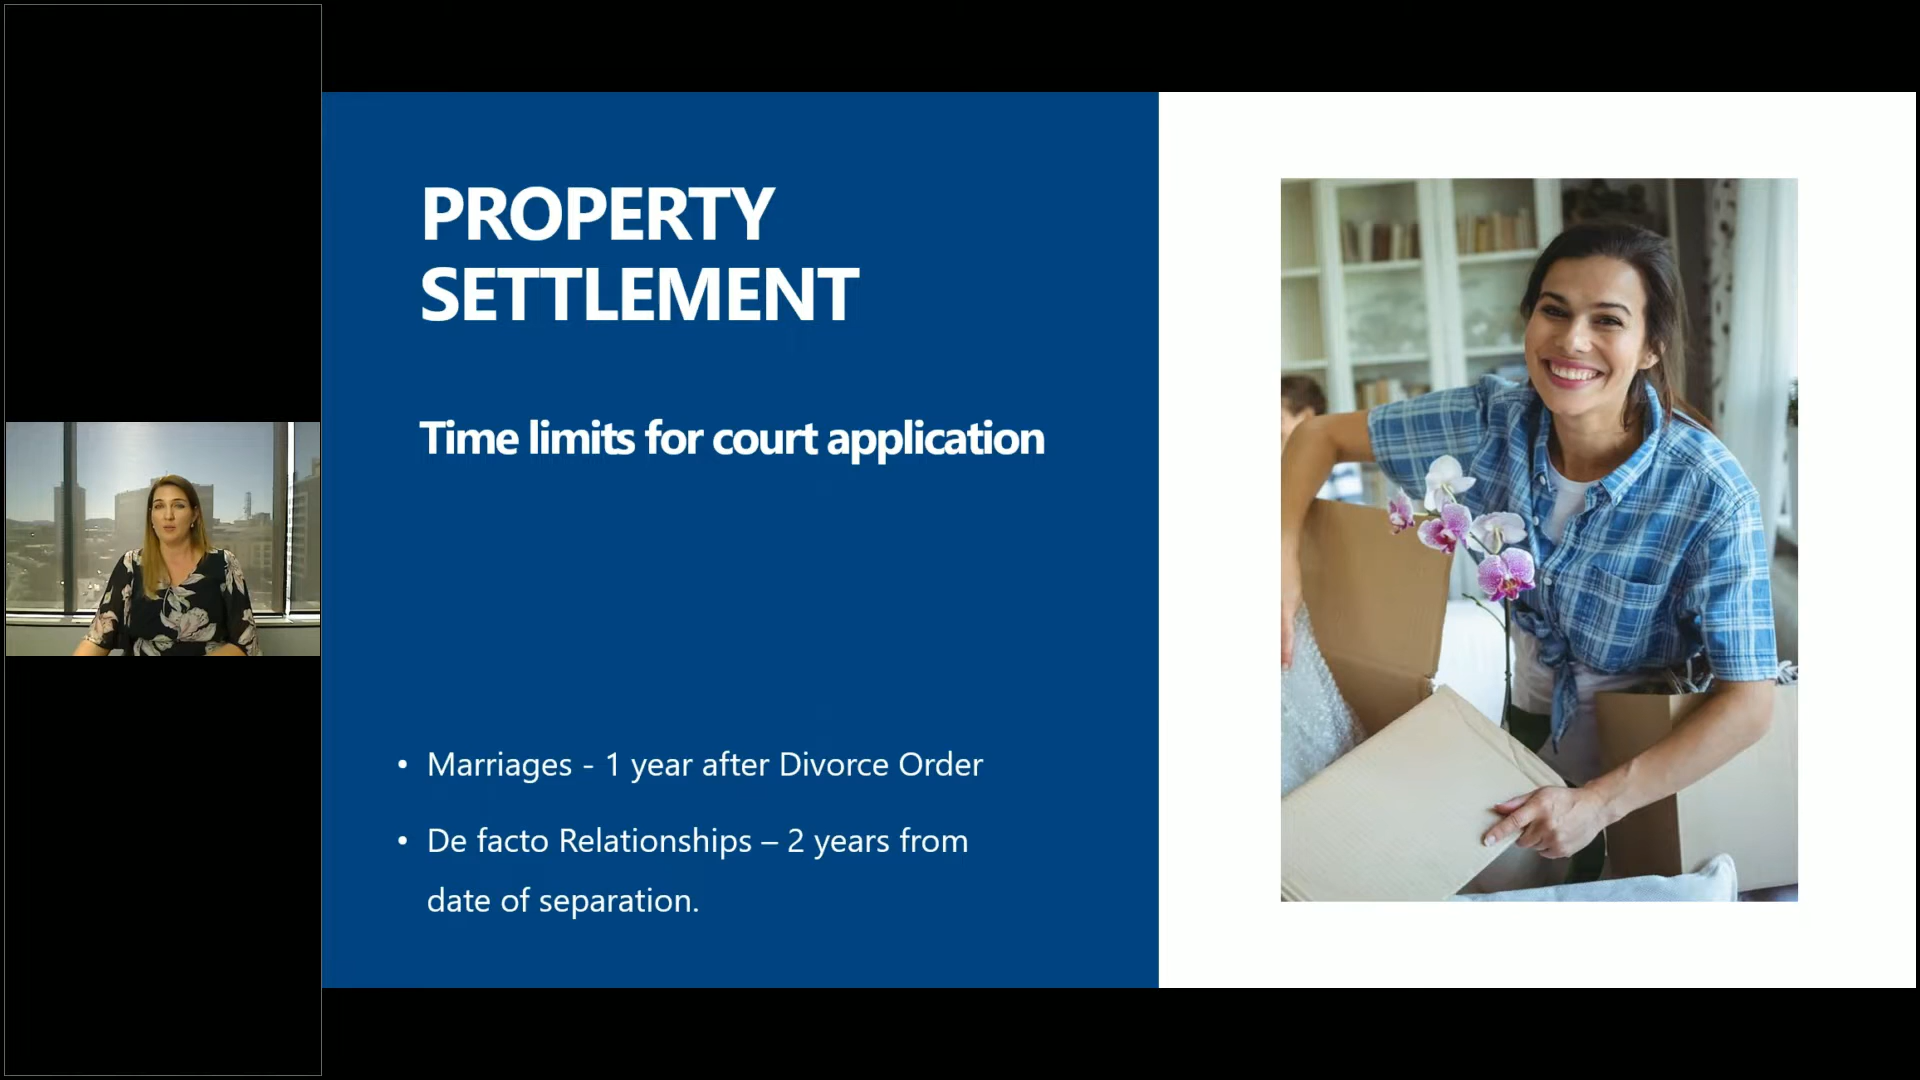 PROPERTY
SETTLEMENT
Time limits for court application
• Marriages - 1 year after Divorce Order
• De facto Relationships – 2 years from
date of separation.